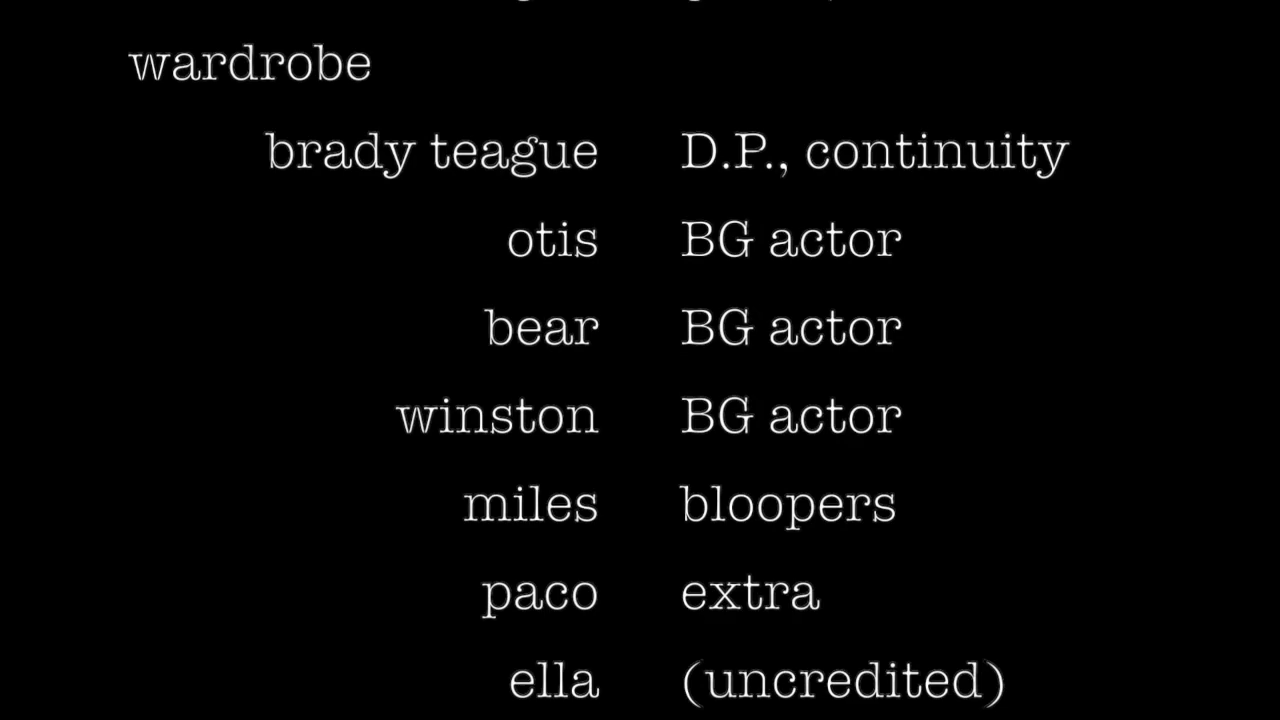 wardrobe
brady teague D.P., continuity
otis BG actor
bear BG actor
winston BG actor
miles bloopers
paco extra
ella (uncredited)